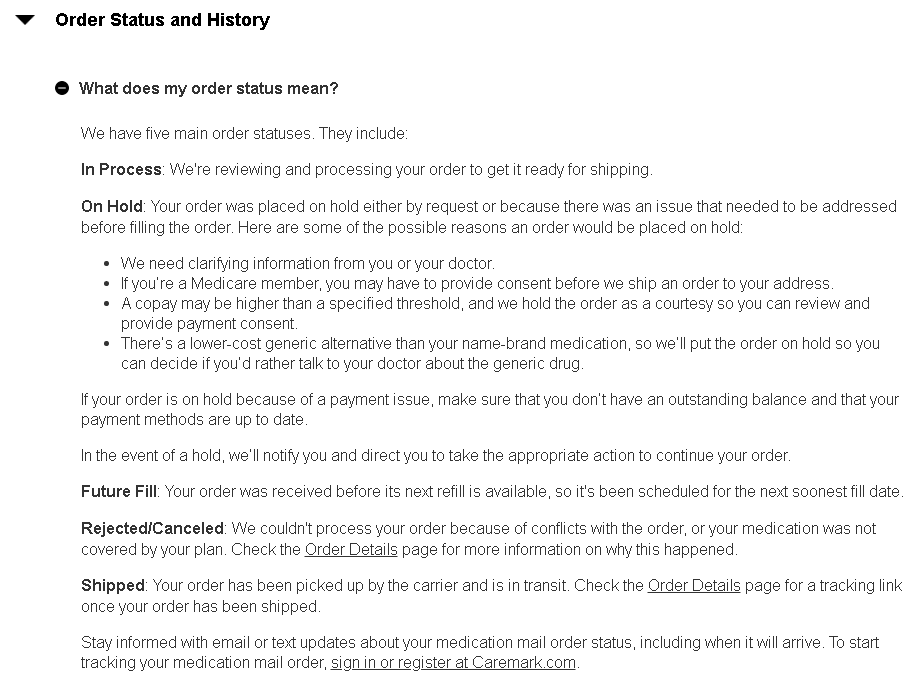 Order Status and History
What does my order status mean?
We have five main order statuses. They include:
In Process: We're reviewing and processing your order to get it ready for shipping.
On Hold: Your order was placed on hold either by request or because there was an issue that needed to be addressed
before filling the order. Here are some of the possible reasons an order would be placed on hold:
• We need clarifying information from you or your doctor.
• If you’re a Medicare member, you may have to provide consent before we ship an order to your address.
• A copay may be higher than a specified threshold, and we hold the order as a courtesy so you can review and
provide payment consent.
• There’s a lower-cost generic alternative than your name-brand medication, so we’ll put the order on hold so you
can decide if you’d rather talk to your doctor about the generic drug.
If your order is on hold because of a payment issue, make sure that you don’t have an outstanding balance and that your
payment methods are up to date.
In the event of a hold, we’ll notify you and direct you to take the appropriate action to continue your order.
Future Fill: Your order was received before its next refill is available, so it's been scheduled for the next soonest fill date.
Rejected/Canceled: We couldn't process your order because of conflicts with the order, or your medication was not
covered by your plan. Check the Order Details page for more information on why this happened.
Shipped: Your order has been picked up by the carrier and is in transit. Check the Order Details page for a tracking link
once your order has been shipped.
Stay informed with email or text updates about your medication mail order status, including when it will arrive. To start
tracking your medication mail order, sign in or register at Caremark.com.